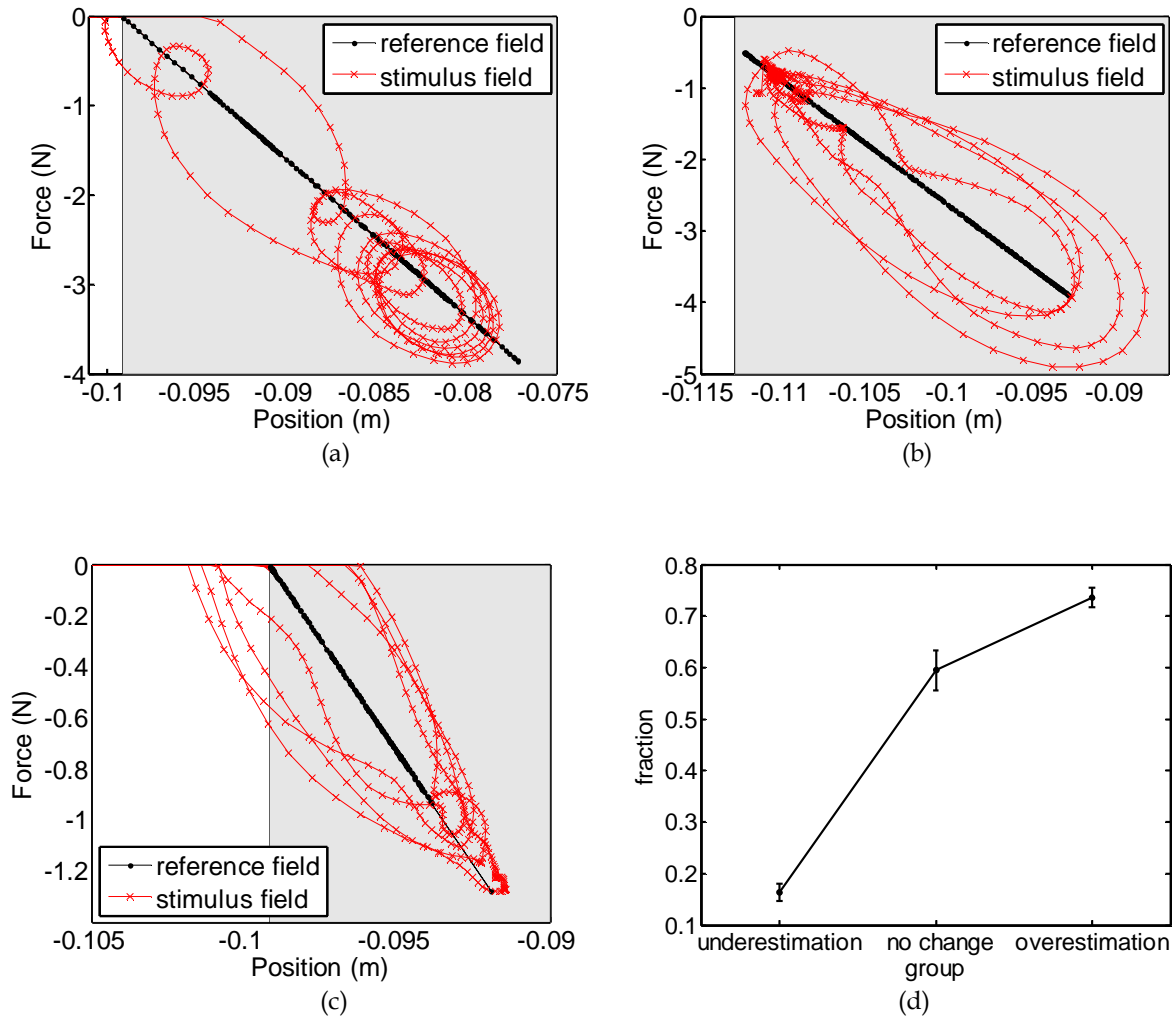 0
-1
-2
-3
-4
Force (N)
reference field
stimulus field
-0.1 -0.095 -0.09 -0.085 -0.08 -0.075
Position (m)
(a)
0
-1
-2
-3
-4
-5
Force (N)
reference field
stimulus field
-0.115 -0.11 -0.105 -0.1 -0.095 -0.09
Position (m)
(b)
0
-0.2
-0.4
-0.6
-0.8
-1
-1.2
Force (N)
reference field
stimulus field
-0.105 -0.1 -0.095 -0.09
Position (m)
(c)
0.8
0.7
0.6
0.5
0.4
0.3
0.2
0.1
fraction
underestimation no change overestimation
group
(d)